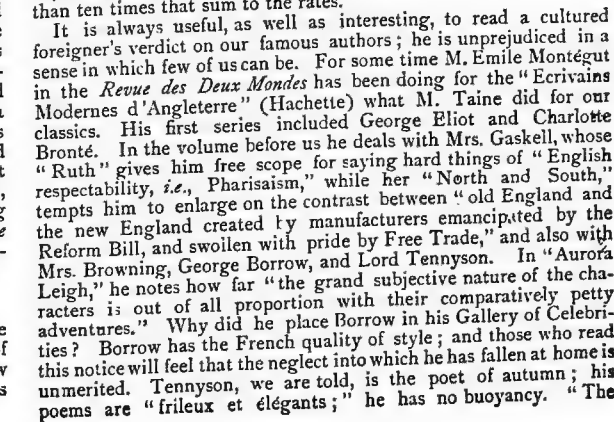 than ten times that sum to the rates.
It is always useful, as well as interesting, to read a cultured
foreigner's verdict on our famous authors; he is unprejudiced in a
sense in which few of us can be. For some time M. Emile Montégut
in the Revue des Deux Mondes has been doing for the "Ecrivains
Modernes d'Angleterre" (Hachette) what M. Taine did for our
classics. His first series included George Eliot and Charlotte
Bronté. In the volume before us he deals with Mrs. Gaskell, whose
"Ruth" gives him free scope for saying hard things of "English
respectability, i.e., Pharisaism," while her "North and South,"
tempts him to enlarge on the contrast between "old England and
the new England created by manufacturers emancipated by the
Reform Bill, and swollen with pride by Free Trade," and also with
Mrs. Browning, George Borrow, and Lord Tennyson. In "Aurora
Leigh," he notes how far "the grand subjective nature of the cha-
racters is out of all proportion with their comparatively petty
adventures." Why did he place Borrow in his Gallery of Celebri-
ties? Borrow has the French quality of style; and those who read
this notice will feel that the neglect into which he has fallen at home is
unmerited. Tennyson, we are told, is the poet of autumn; his
poems are "frileux et élégants;" he has no buoyancy. "The